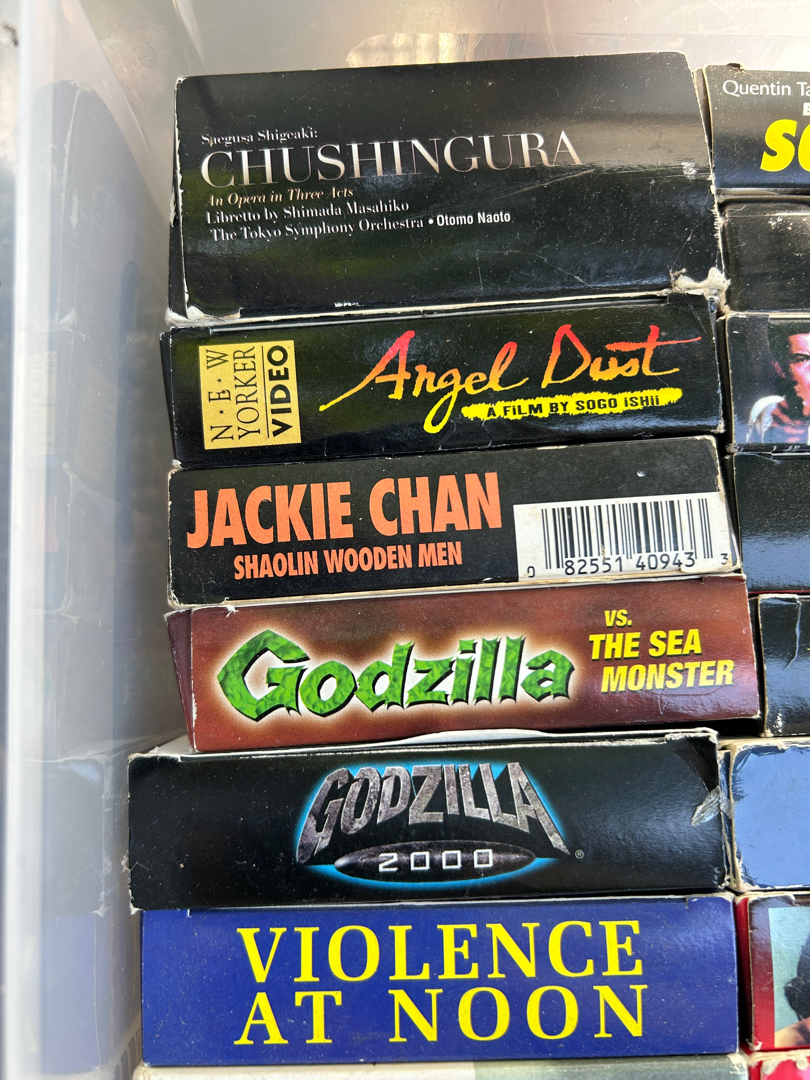 Saegusa Shigeaki:
CHUSHINGURA
An Opera in Three Acts
Libretto by Shimada Masahiko
The Tokyo Symphony Orchestra • Otomo Naoto
Quentin
N·E·W
YORKER
VIDEO
Angel Dust
A FILM BY SOGO ISHII
JACKIE CHAN
SHAOLIN WOODEN MEN
0 82551 40943 3
Godzilla
VS.
THE SEA
MONSTER
GODZILLA
2000
®
VIOLENCE
AT NOON